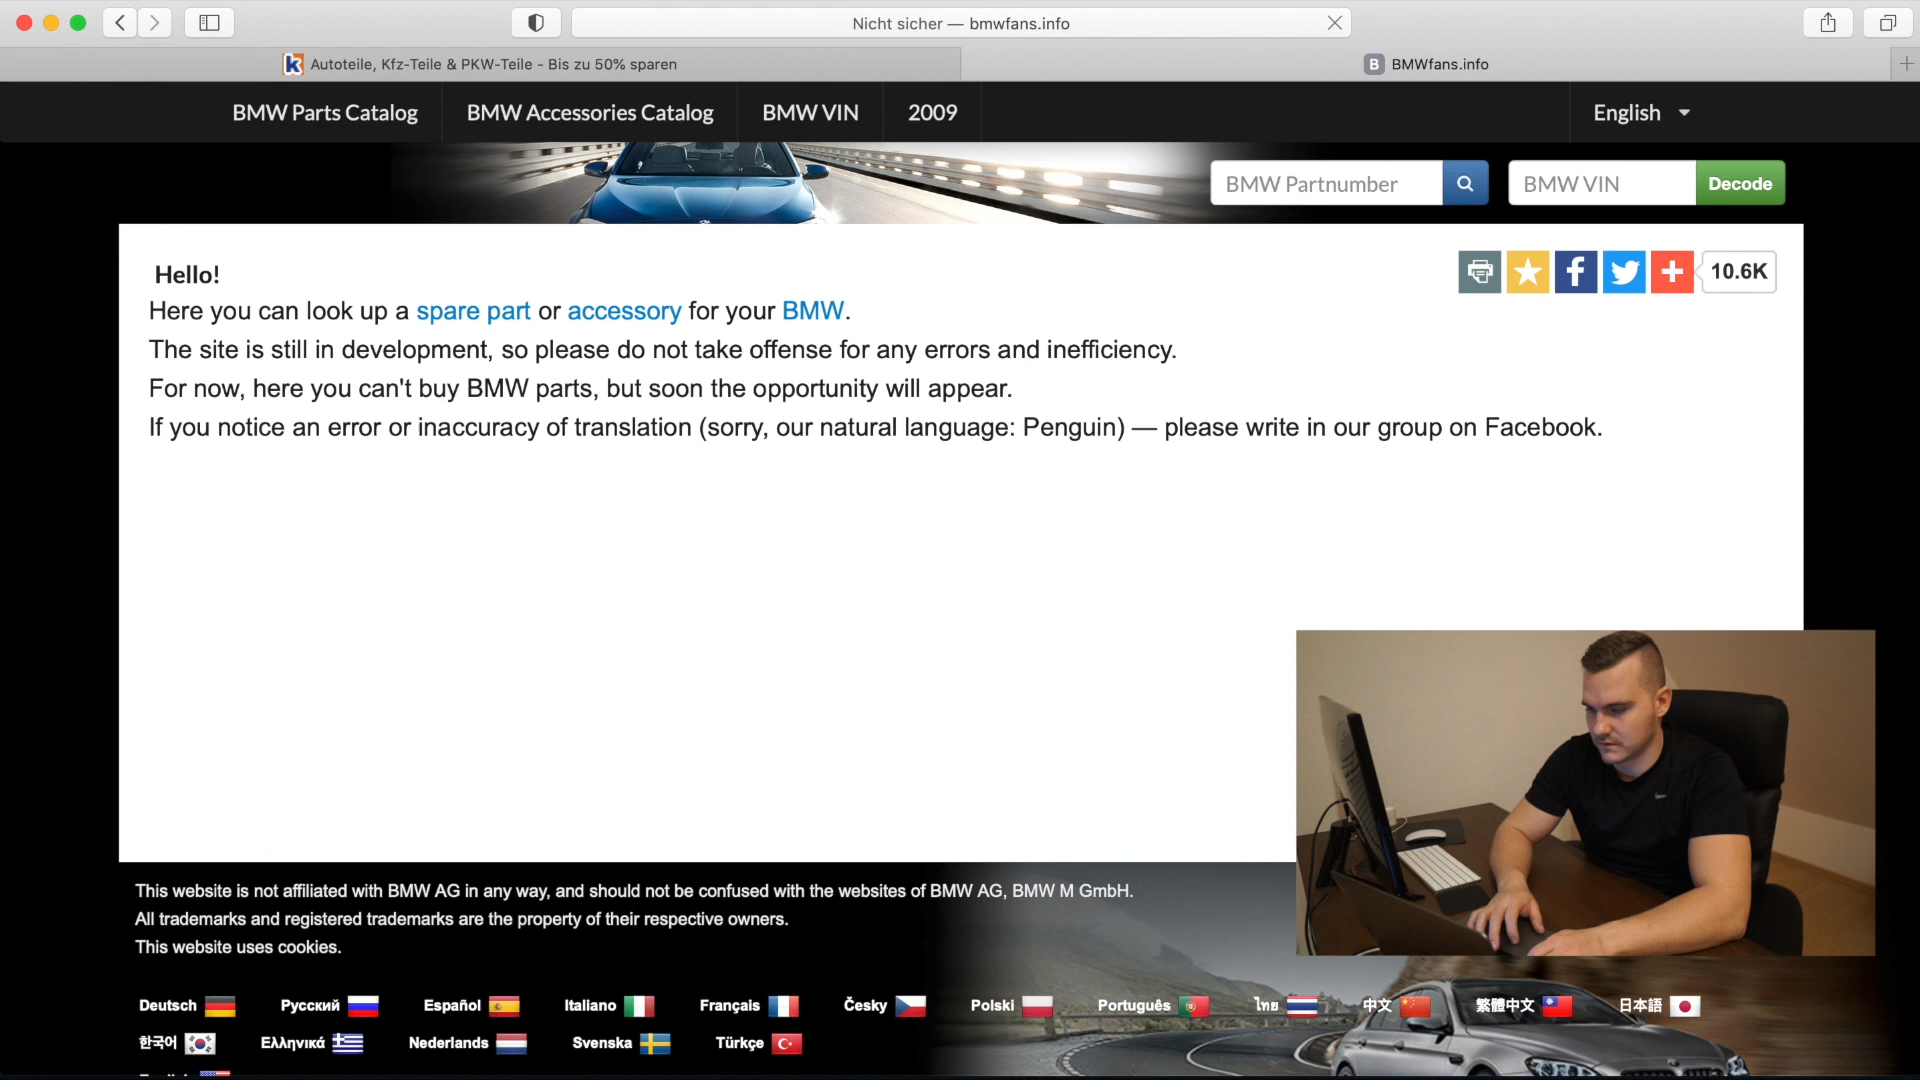 Nicht sicher — bmwfans.info
k Autoteile, Kfz-Teile & PKW-Teile - Bis zu 50% sparen
B BMWfans.info
BMW Parts Catalog
BMW Accessories Catalog
BMW VIN
2009
English
BMW Partnumber
BMW VIN
Decode
Hello!
10.6K
Here you can look up a spare part or accessory for your BMW.
The site is still in development, so please do not take offense for any errors and inefficiency.
For now, here you can't buy BMW parts, but soon the opportunity will appear.
If you notice an error or inaccuracy of translation (sorry, our natural language: Penguin) — please write in our group on Facebook.
This website is not affiliated with BMW AG in any way, and should not be confused with the websites of BMW AG, BMW M GmbH.
All trademarks and registered trademarks are the property of their respective owners.
This website uses cookies.
Deutsch Русский Español Italiano Français Česky Polski Português ไทย 中文 繁體中文 日本語
한국어 Ελληνικά Nederlands Svenska Türkçe